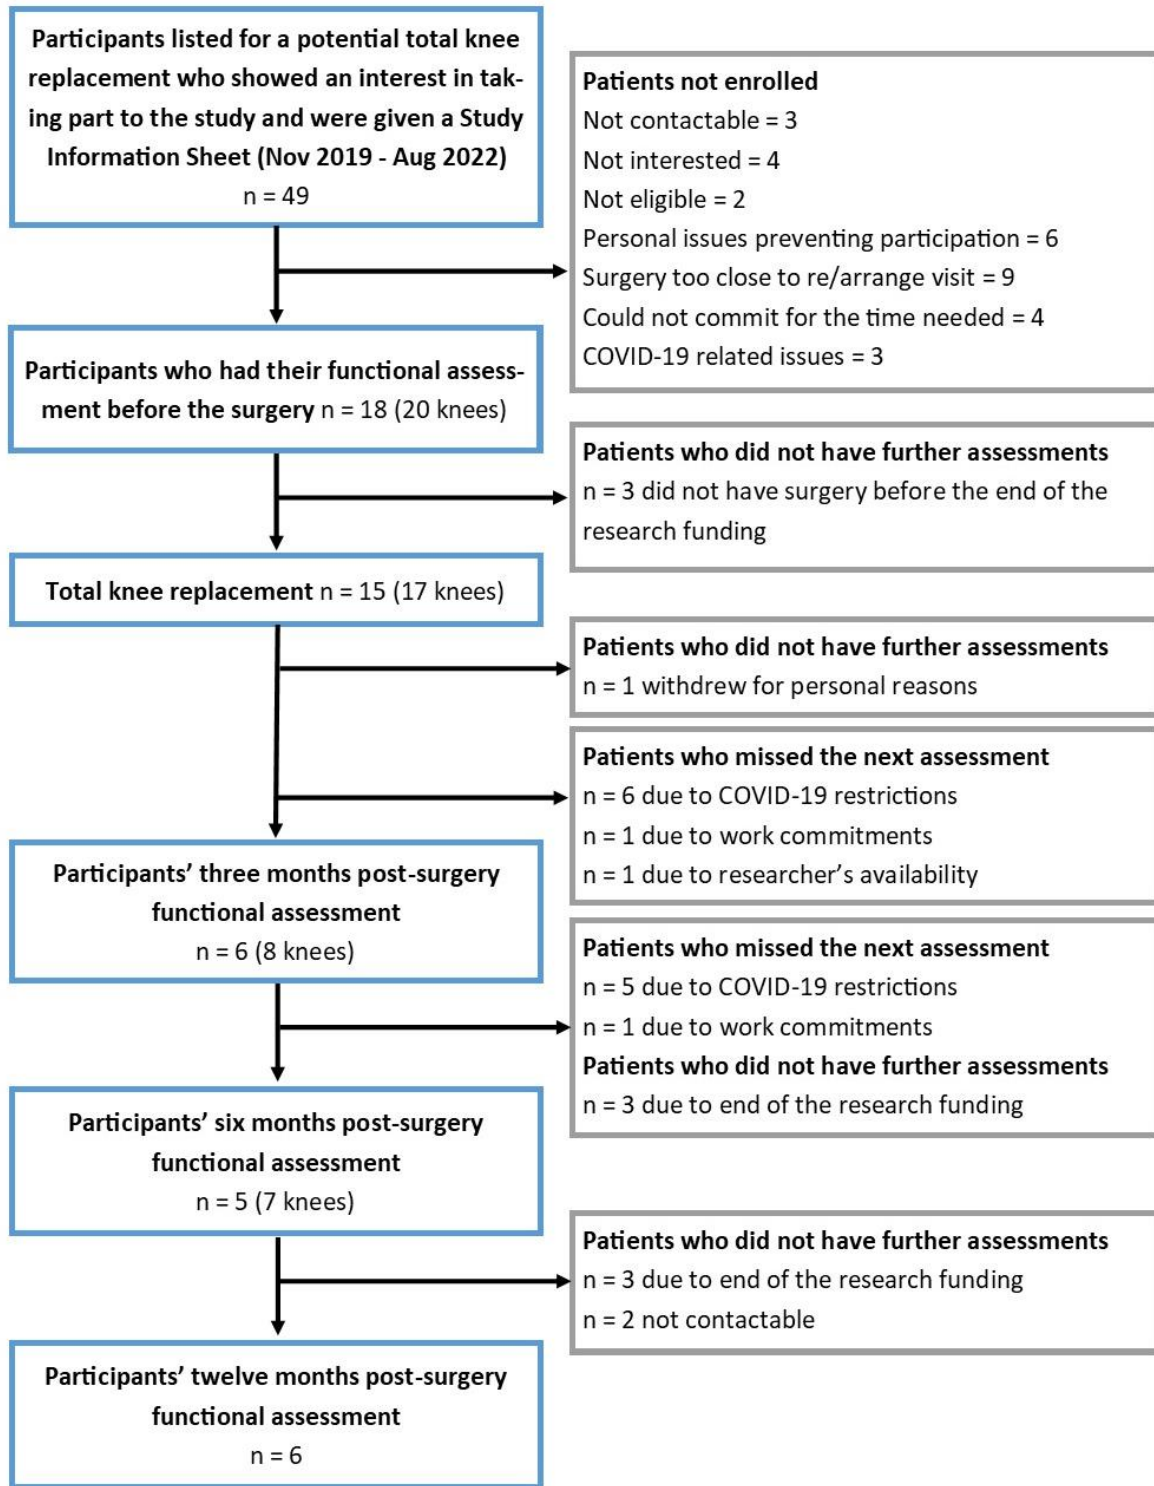 Participants listed for a potential total knee
replacement who showed an interest in tak-
ing part to the study and were given a Study
Information Sheet (Nov 2019 - Aug 2022)
n = 49
Patients not enrolled
Not contactable = 3
Not interested = 4
Not eligible = 2
Personal issues preventing participation = 6
Surgery too close to re/arrange visit = 9
Could not commit for the time needed = 4
COVID-19 related issues = 3
Participants who had their functional assess-
ment before the surgery n = 18 (20 knees)
Patients who did not have further assessments
n = 3 did not have surgery before the end of the
research funding
Total knee replacement n = 15 (17 knees)
Patients who did not have further assessments
n = 1 withdrew for personal reasons
Patients who missed the next assessment
n = 6 due to COVID-19 restrictions
n = 1 due to work commitments
n = 1 due to researcher's availability
Participants' three months post-surgery
functional assessment
n = 6 (8 knees)
Patients who missed the next assessment
n = 5 due to COVID-19 restrictions
n = 1 due to work commitments
Patients who did not have further assessments
n = 3 due to end of the research funding
Participants' six months post-surgery
functional assessment
n = 5 (7 knees)
Patients who did not have further assessments
n = 3 due to end of the research funding
n = 2 not contactable
Participants' twelve months post-surgery
functional assessment
n = 6